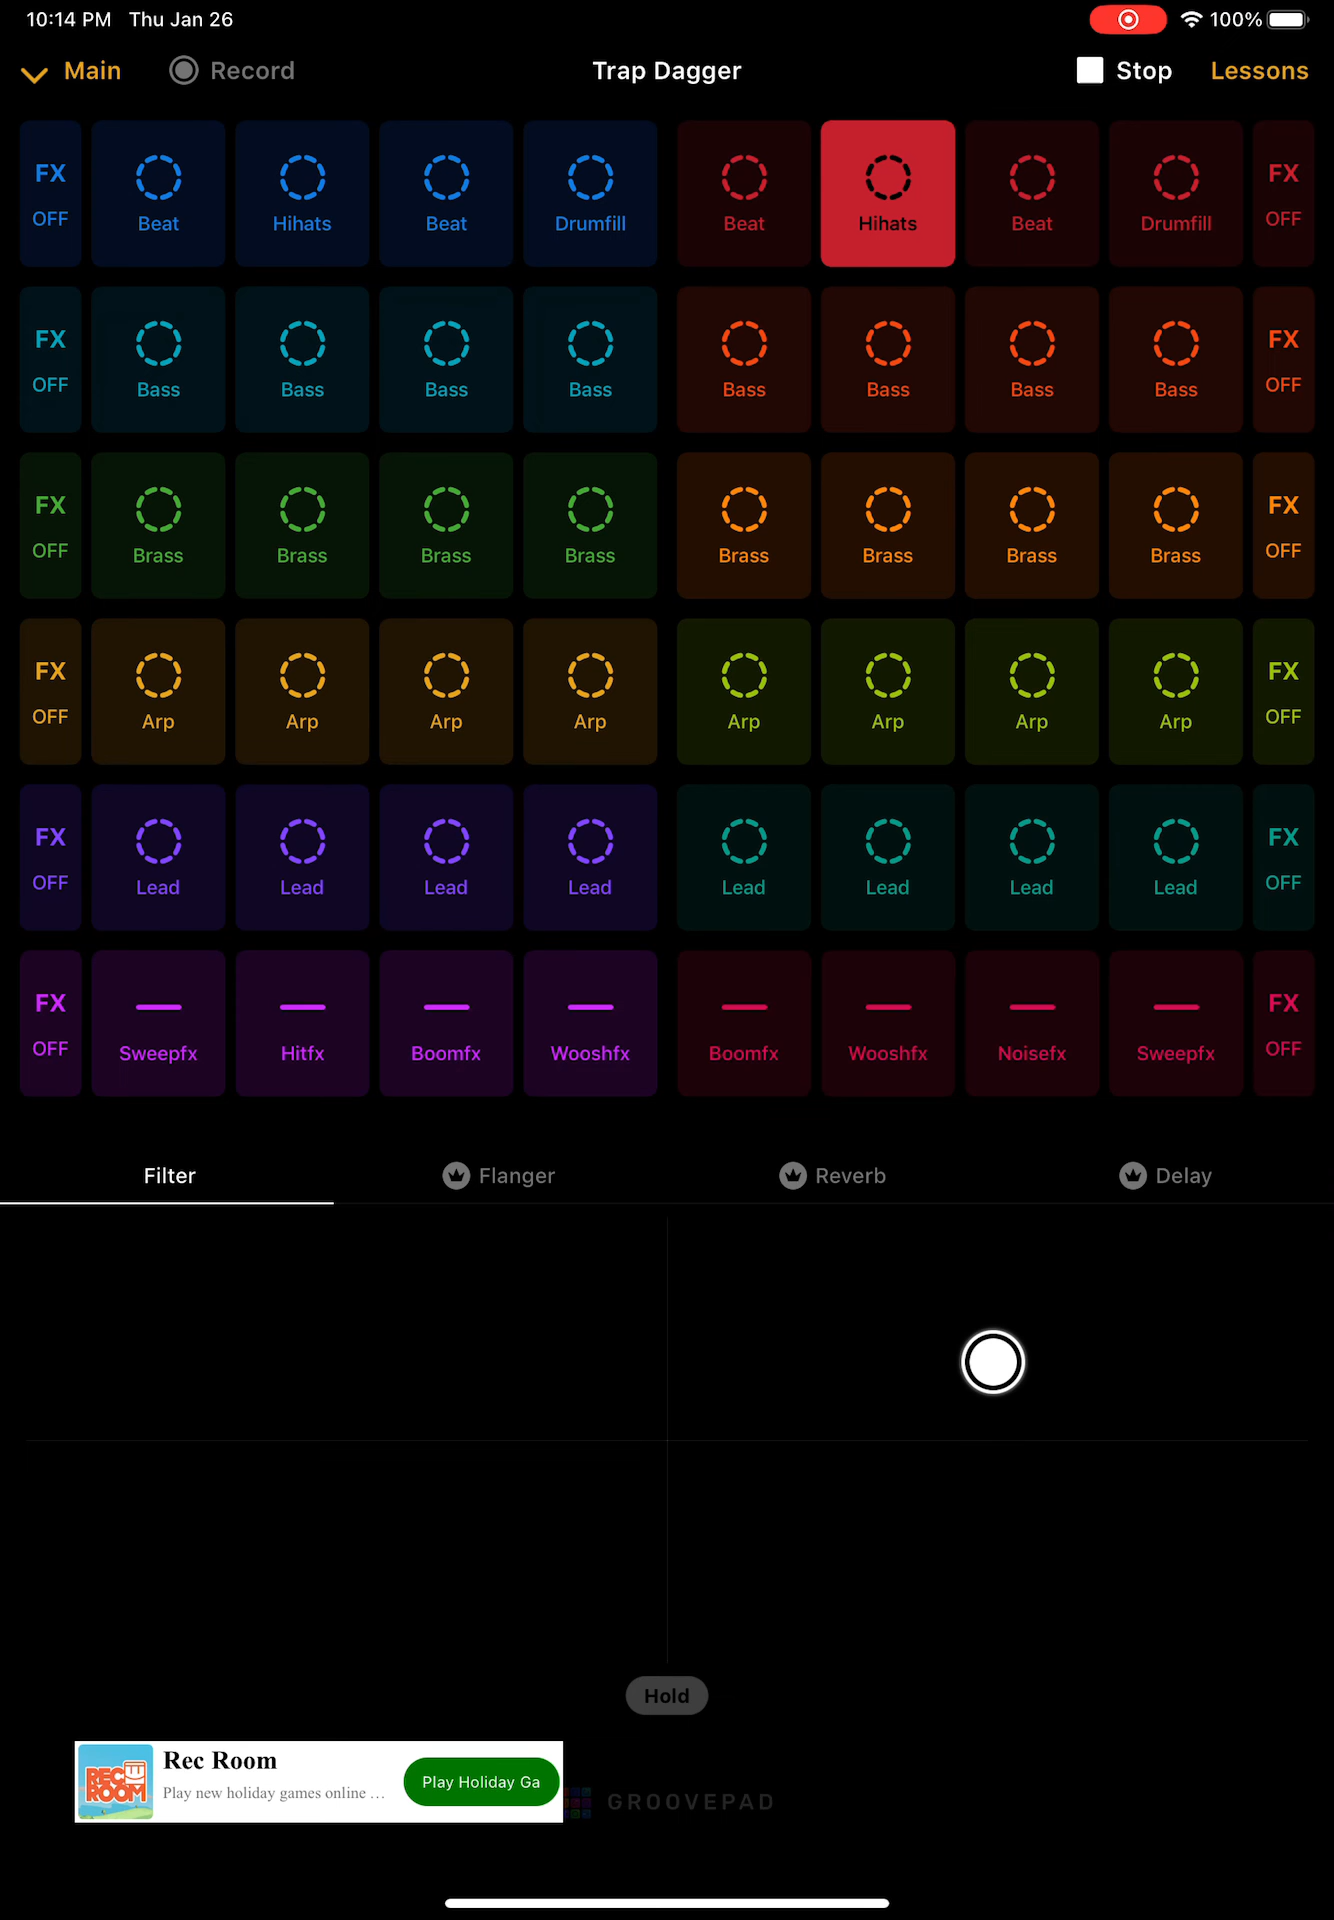 10:14 PM Thu Jan 26 100%
Main Record Trap Dagger Stop Lessons
FX Beat Hihats Beat Drumfill Beat Hihats Beat Drumfill FX
OFF OFF
FX Bass Bass Bass Bass Bass Bass Bass Bass FX
OFF OFF
FX Brass Brass Brass Brass Brass Brass Brass Brass FX
OFF OFF
FX Arp Arp Arp Arp Arp Arp Arp Arp FX
OFF OFF
FX Lead Lead Lead Lead Lead Lead Lead Lead FX
OFF OFF
FX Sweepfx Hitfx Boomfx Wooshfx Boomfx Wooshfx Noisefx Sweepfx FX
OFF OFF
Filter Flanger Reverb Delay
Hold
REC ROOM
Rec Room
Play new holiday games online ...
Play Holiday Ga
GROOVEPAD